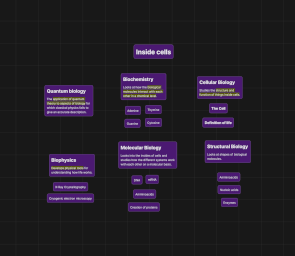 Inside cells
Quantum biology
The application of quantum
theory to aspects of biology for
which classical physics fails to
give an accurate description.
Biochemistry
Looks at how the biological
molecules interact with each
other in a chemical level.
Adenine
Thymine
Guanine
Cytosine
Cellular Biology
Studies the structure and
function of things inside cells.
The Cell
Definition of life
Biophysics
Generate physical tools for
understanding how life works.
X-Ray Crystallography
Cryogenic electron microscopy
Molecular Biology
Looks at the insides of cells and
studies how the different systems work
with each other on a molecular basis.
DNA
mRNA
Aminoacids
Creation of proteins
Structural Biology
Looks at shapes of biological
molecules.
Aminoacids
Nucleic acids
Enzymes